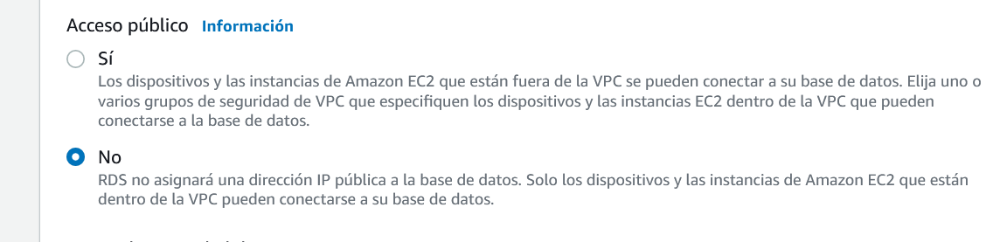 Acceso público Información
Sí
Los dispositivos y las instancias de Amazon EC2 que están fuera de la VPC se pueden conectar a su base de datos. Elija uno o
varios grupos de seguridad de VPC que especifiquen los dispositivos y las instancias EC2 dentro de la VPC que pueden
conectarse a la base de datos.
No
RDS no asignará una dirección IP pública a la base de datos. Solo los dispositivos y las instancias de Amazon EC2 que están
dentro de la VPC pueden conectarse a su base de datos.